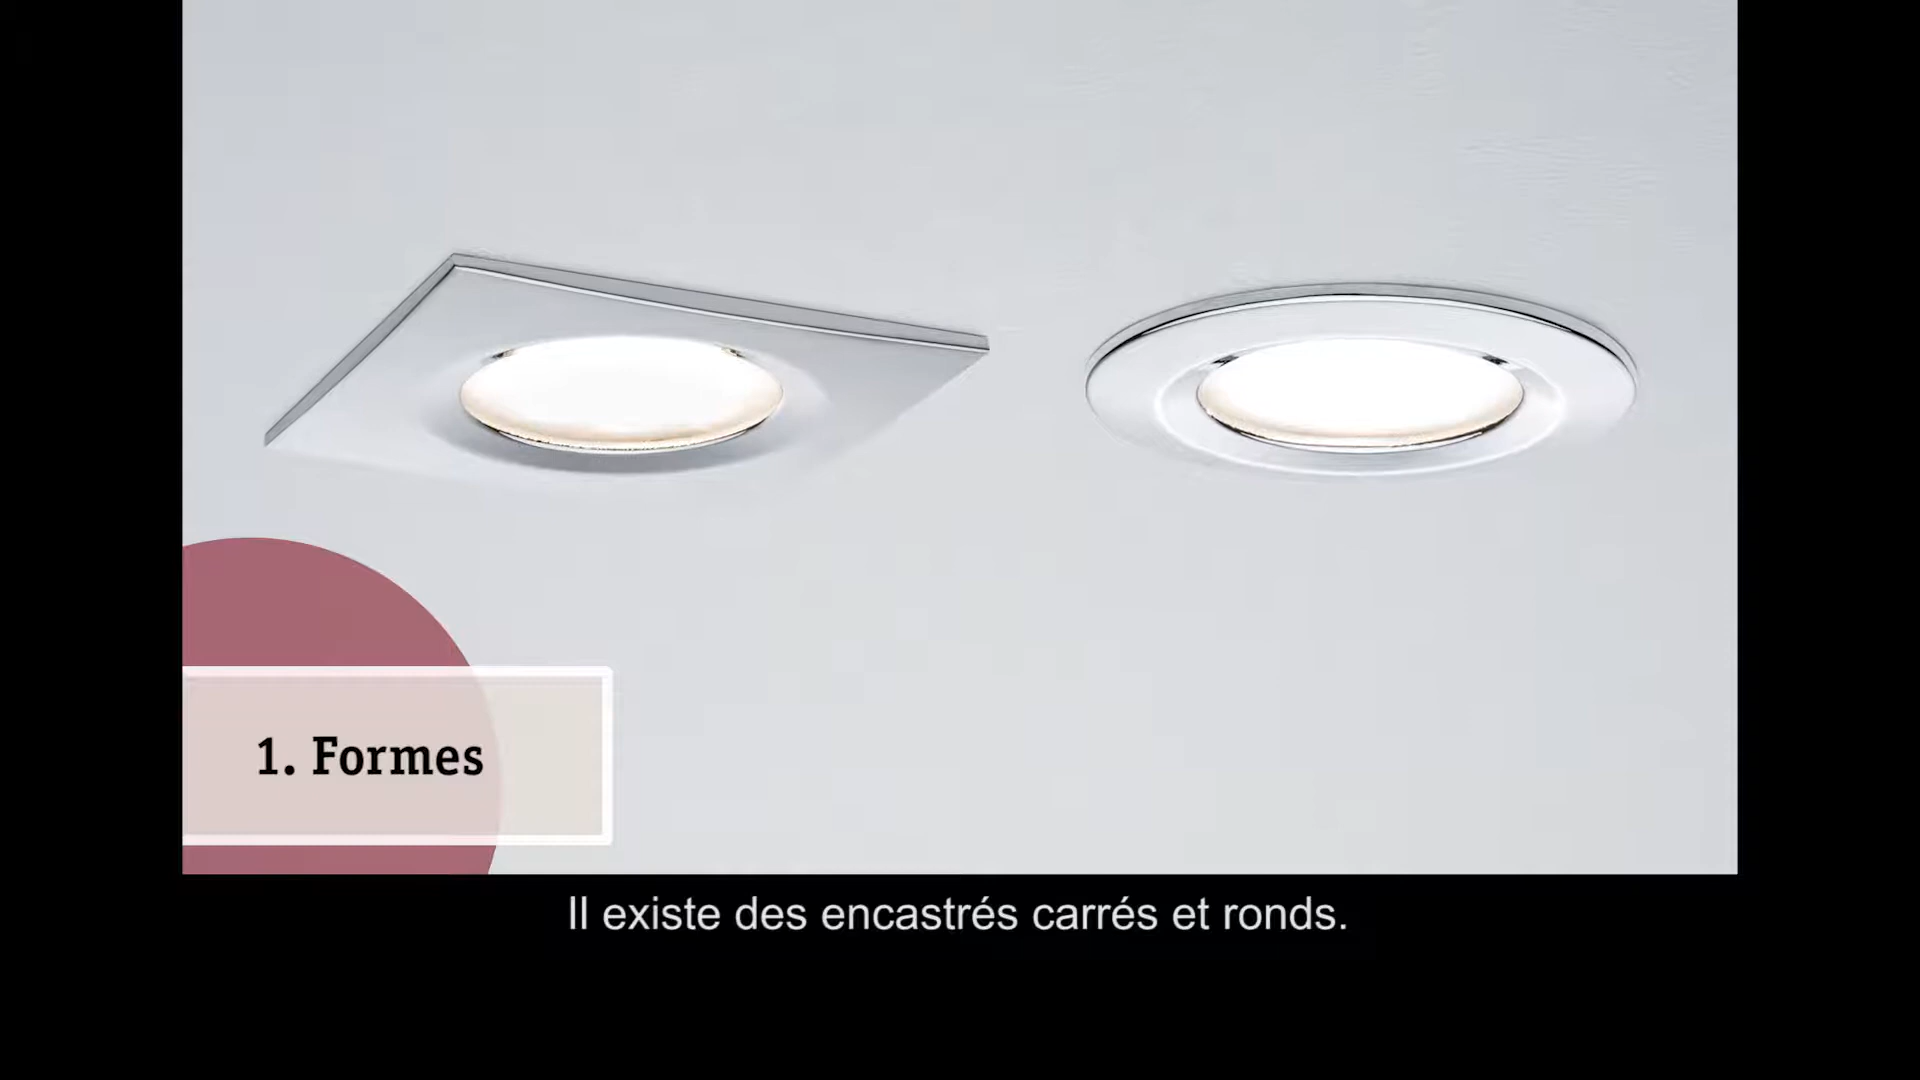 1. Formes
Il existe des encastrés carrés et ronds.